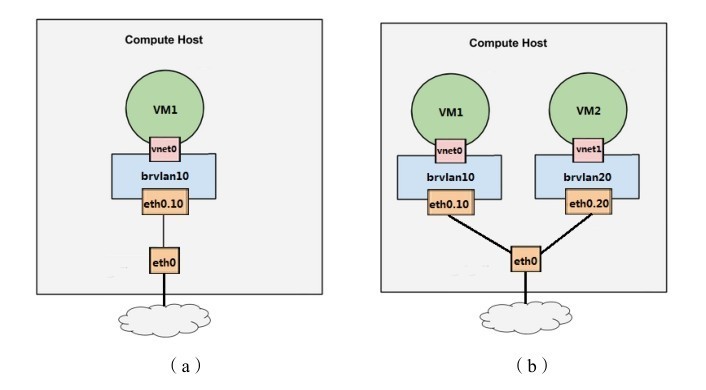 Compute Host
VM1
vnet0
brvlan10
eth0.10
eth0
(a)
Compute Host
VM1
VM2
vnet0
vnet1
brvlan10
brvlan20
eth0.10
eth0.20
eth0
(b)